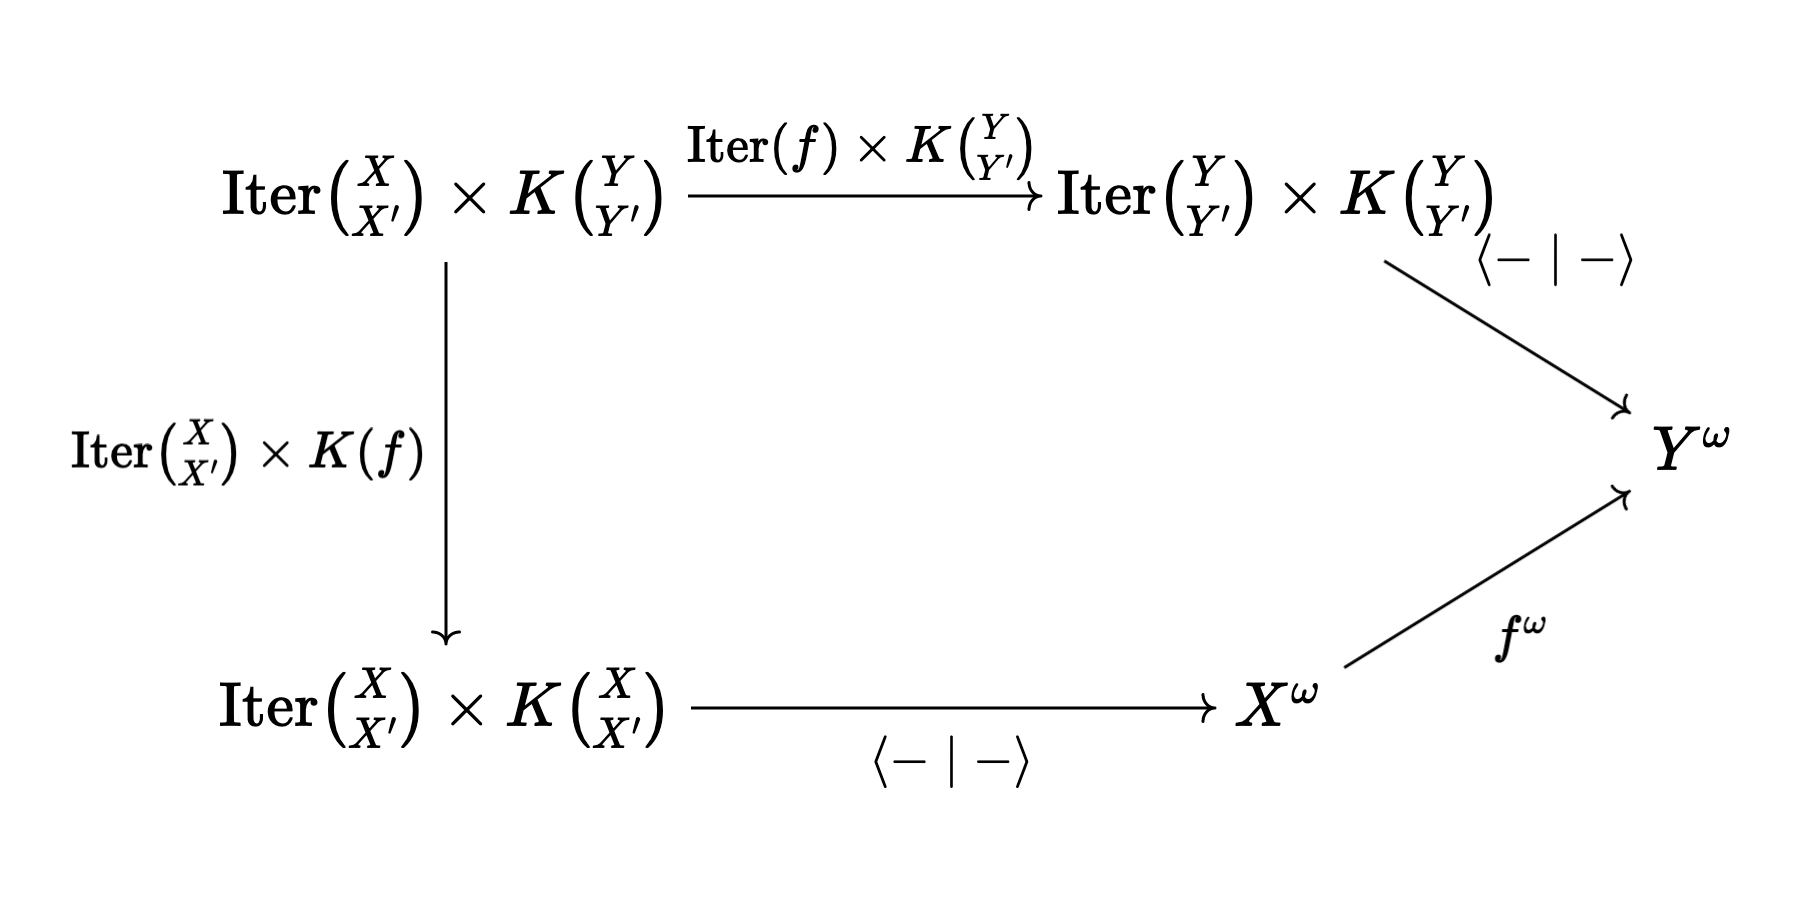 Iter(f) × K(Y Y′)
Iter(X X′) × K(Y Y′) Iter(Y Y′) × K(Y Y′)
⟨− | −⟩
Iter(X X′) × K(f) Y^ω
f^ω
Iter(X X′) × K(X X′) X^ω
⟨− | −⟩